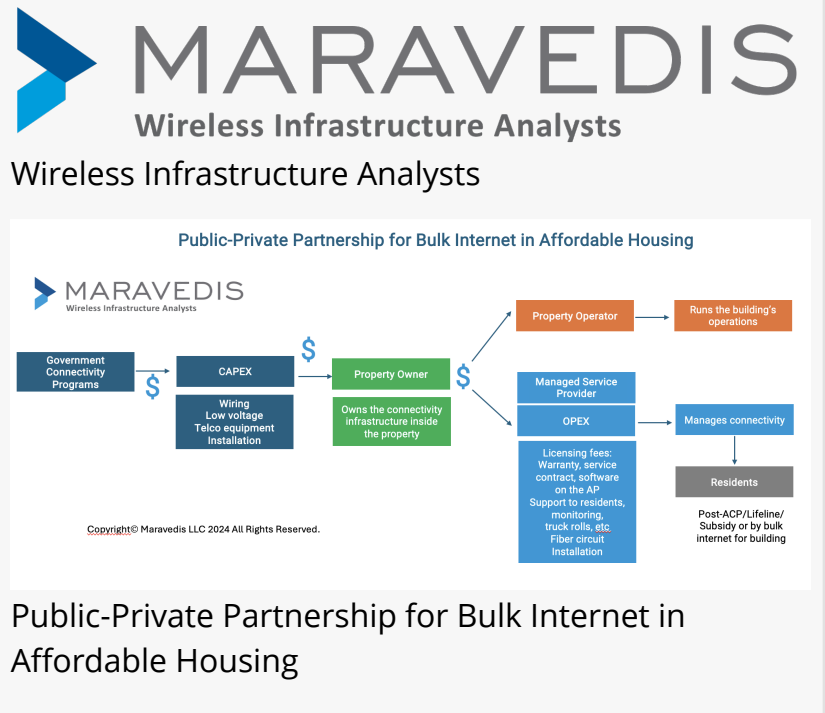 MARAVEDIS
Wireless Infrastructure Analysts
Wireless Infrastructure Analysts
Public-Private Partnership for Bulk Internet in Affordable Housing
MARAVEDIS
Wireless Infrastructure Analysts
Government
Connectivity
Programs
$
CAPEX
Wiring
Low voltage
Telco equipment
Installation
$
Property Owner
Owns the connectivity
infrastructure inside
the property
$
Property Operator
Runs the building's
operations
Managed Service
Provider
OPEX
Licensing fees:
Warranty, service
contract, software
on the AP
Support to residents,
monitoring,
truck rolls, etc
Fiber circuit
Installation
Manages connectivity
Residents
Post-ACP/Lifeline/
Subsidy or by bulk
internet for building
Copyright© Maravedis LLC 2024 All Rights Reserved.
Public-Private Partnership for Bulk Internet in
Affordable Housing